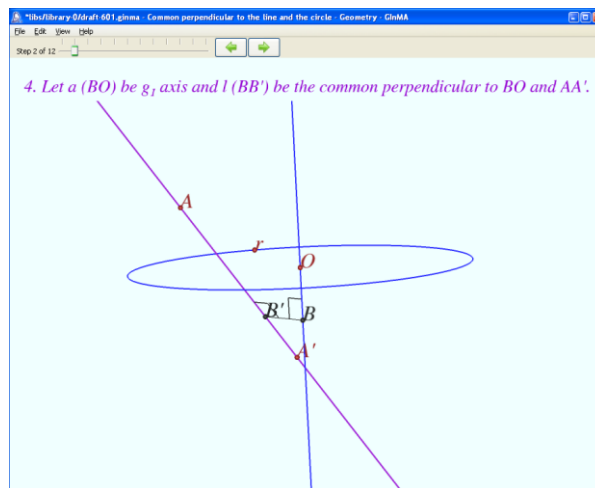 *libs/library-0/draft-601.ginma - Common perpendicular to the line and the circle - Geometry - GInMA
File Edit View Help
Step 2 of 12
4. Let a (BO) be g₁ axis and l (BB') be the common perpendicular to BO and AA'.
A
r
O
B' B
A'